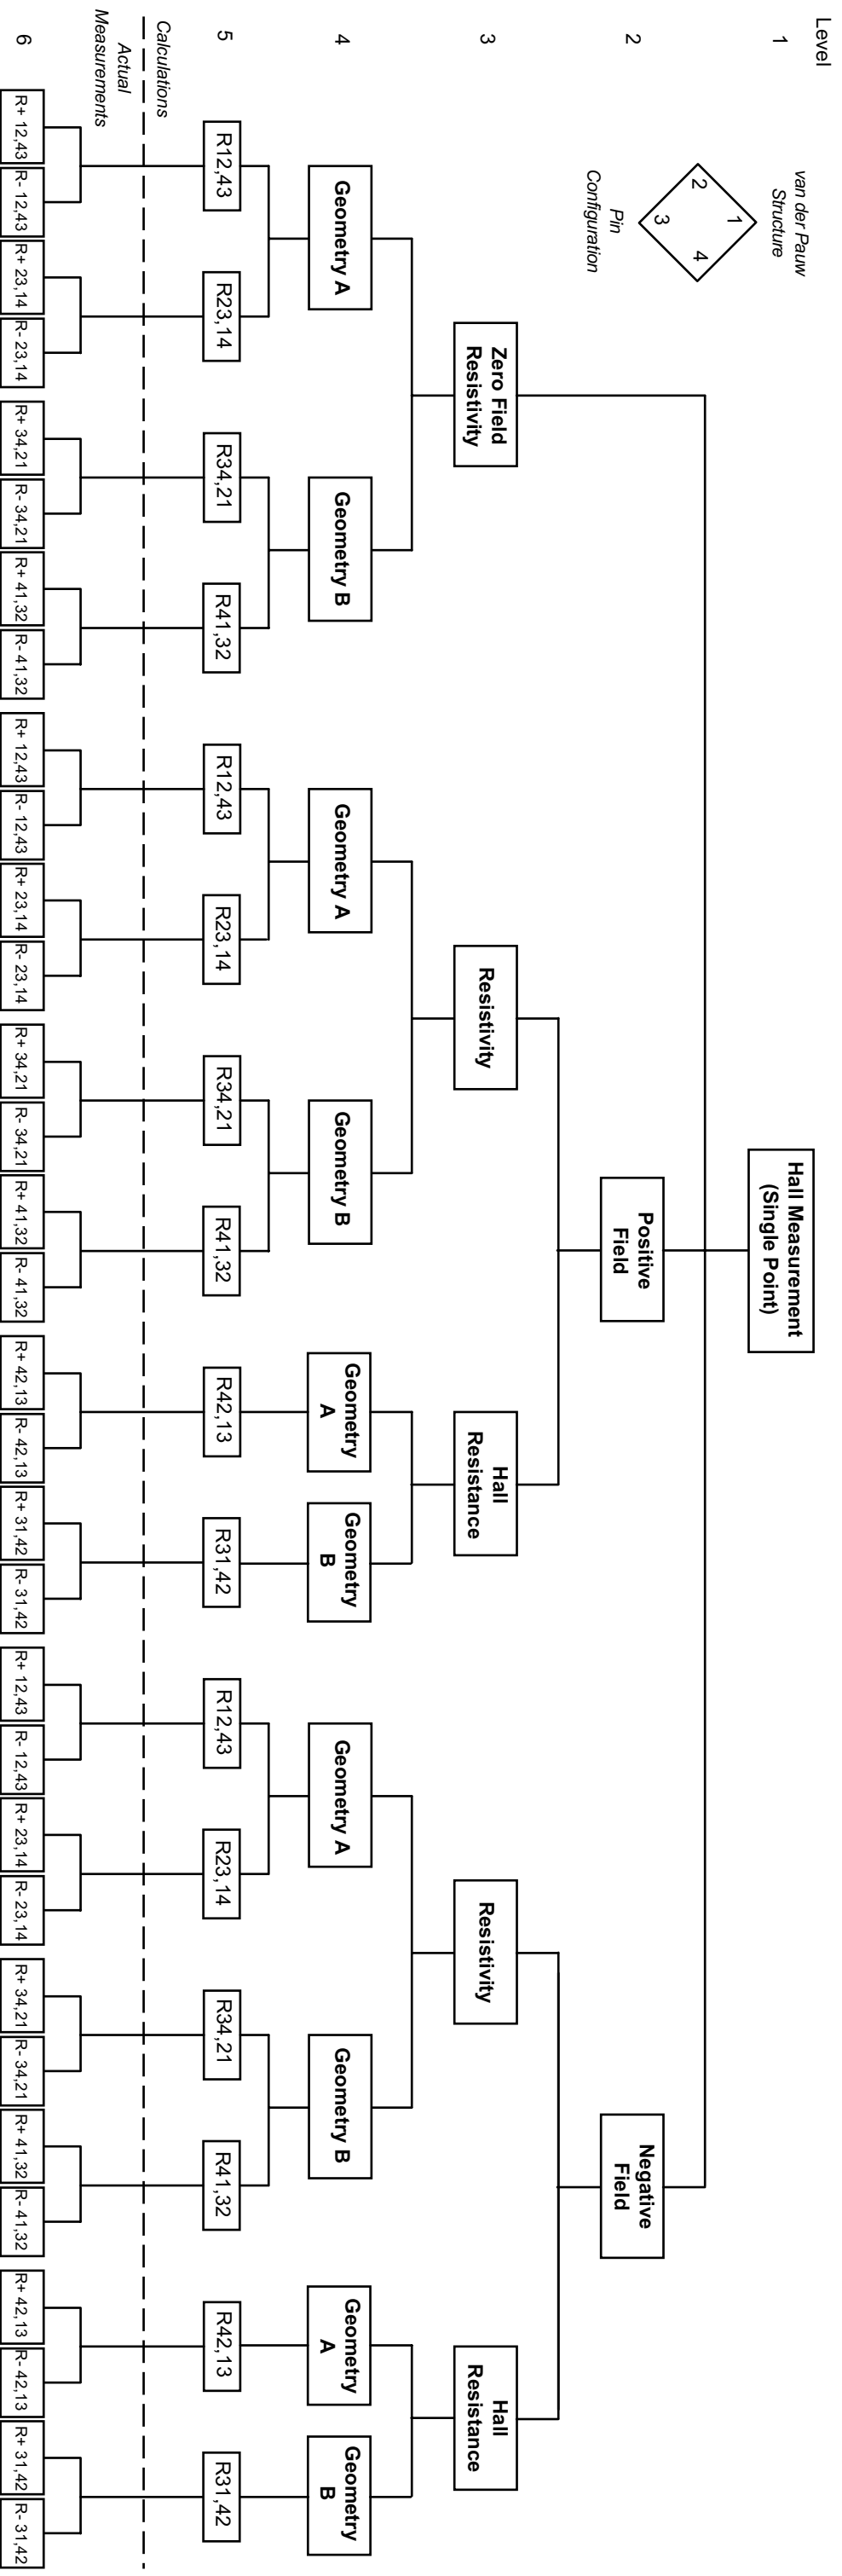 Level
1
2
3
4
5
6
van der Pauw
Structure
1
2
3
4
Pin
Configuration
Calculations
Actual
Measurements
Hall Measurement
(Single Point)
Positive
Field
Negative
Field
Zero Field
Resistivity
Resistivity
Hall
Resistance
Resistivity
Hall
Resistance
Geometry A
Geometry B
Geometry A
Geometry B
Geometry
A
Geometry
B
Geometry A
Geometry B
Geometry
A
Geometry
B
R12,43
R23,14
R34,21
R41,32
R12,43
R23,14
R34,21
R41,32
R42,13
R31,42
R12,43
R23,14
R34,21
R41,32
R42,13
R31,42
R+ 12,43
R- 12,43
R+ 23,14
R- 23,14
R+ 34,21
R- 34,21
R+ 41,32
R- 41,32
R+ 12,43
R- 12,43
R+ 23,14
R- 23,14
R+ 34,21
R- 34,21
R+ 41,32
R- 41,32
R+ 42,13
R- 42,13
R+ 31,42
R- 31,42
R+ 12,43
R- 12,43
R+ 23,14
R- 23,14
R+ 34,21
R- 34,21
R+ 41,32
R- 41,32
R+ 42,13
R- 42,13
R+ 31,42
R- 31,42